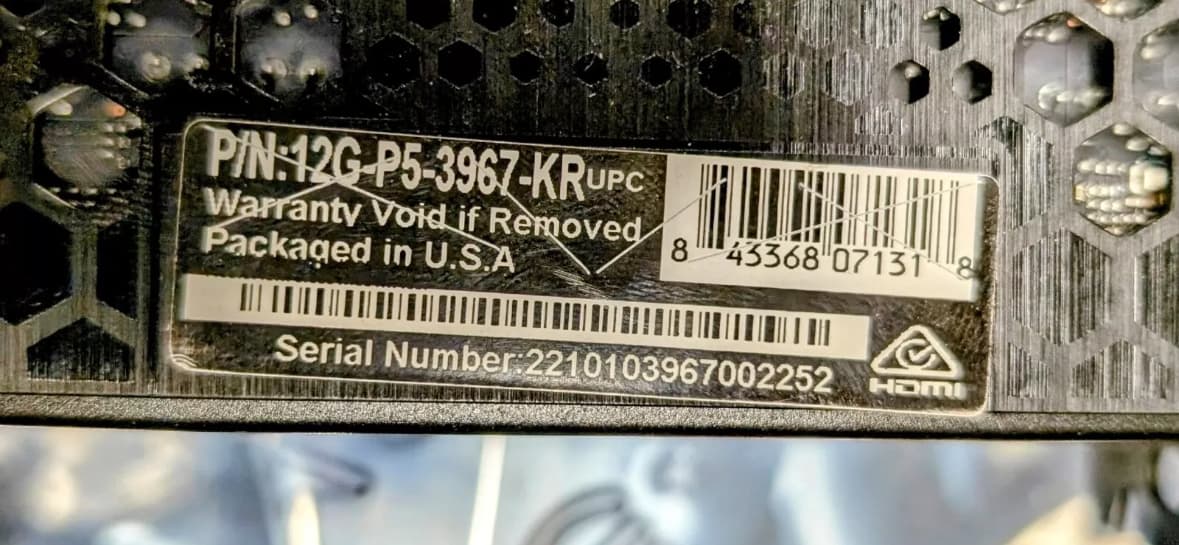 P/N:12G-P5-3967-KR UPC
Warranty Void if Removed
Packaged in U.S.A
8 43368 07131 8
Serial Number:2210103967002252
HDMI